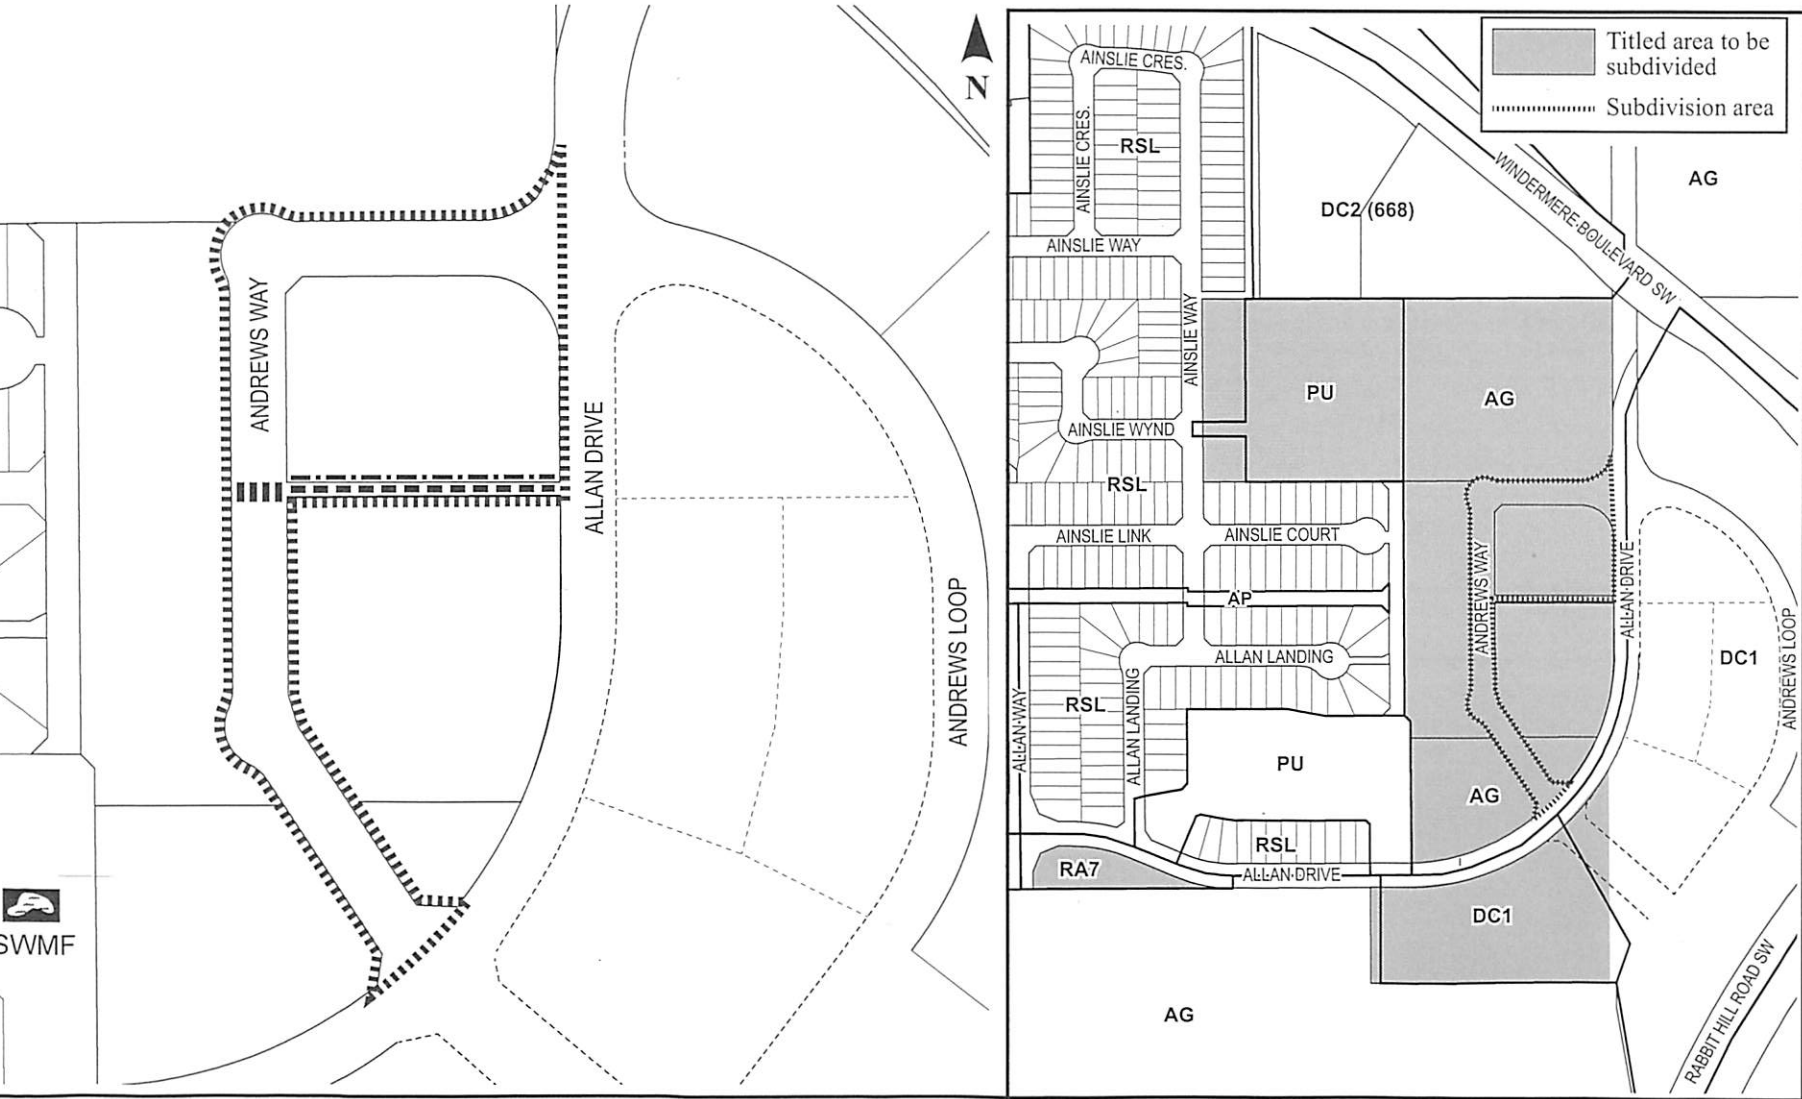 ANDREWS WAY
ALLAN DRIVE
ANDREWS LOOP
SWMF
N
Titled area to be
subdivided
Subdivision area
AINSLIE CRES.
AINSLIE CRES.
RSL
AG
DC2 (668)
WINDERMERE BOULEVARD SW
AINSLIE WAY
AINSLIE WAY
PU
AG
AINSLIE WYND
RSL
AINSLIE LINK
AINSLIE COURT
ANDREWS WAY
ALLAN DRIVE
AP
ALLAN LANDING
DC1
ANDREWS LOOP
ALLAN WAY
RSL
ALLAN LANDING
PU
AG
RSL
RA7
ALLAN DRIVE
DC1
AG
RABBIT HILL ROAD SW